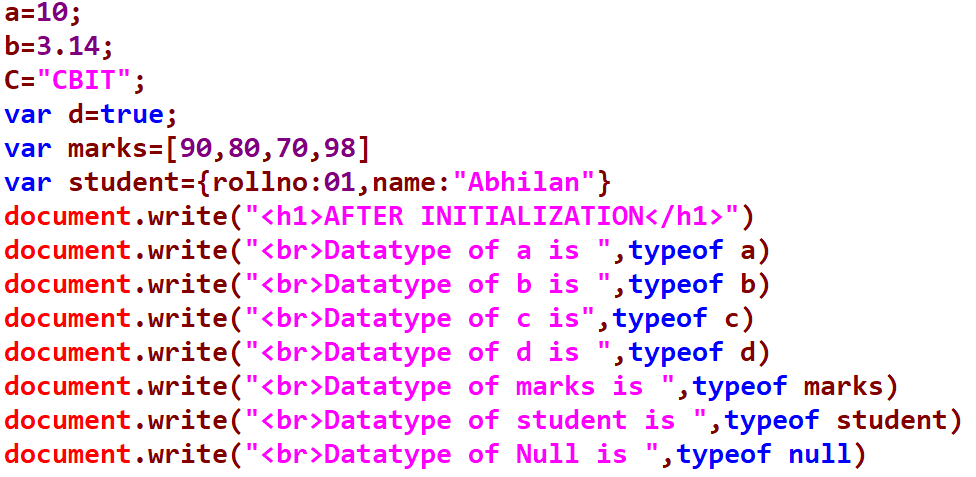 a=10;
b=3.14;
C="CBIT";
var d=true;
var marks=[90,80,70,98]
var student={rollno:01,name:"Abhilan"}
document.write("<h1>AFTER INITIALIZATION</h1>")
document.write("<br>Datatype of a is ",typeof a)
document.write("<br>Datatype of b is ",typeof b)
document.write("<br>Datatype of c is",typeof c)
document.write("<br>Datatype of d is ",typeof d)
document.write("<br>Datatype of marks is ",typeof marks)
document.write("<br>Datatype of student is ",typeof student)
document.write("<br>Datatype of Null is ",typeof null)